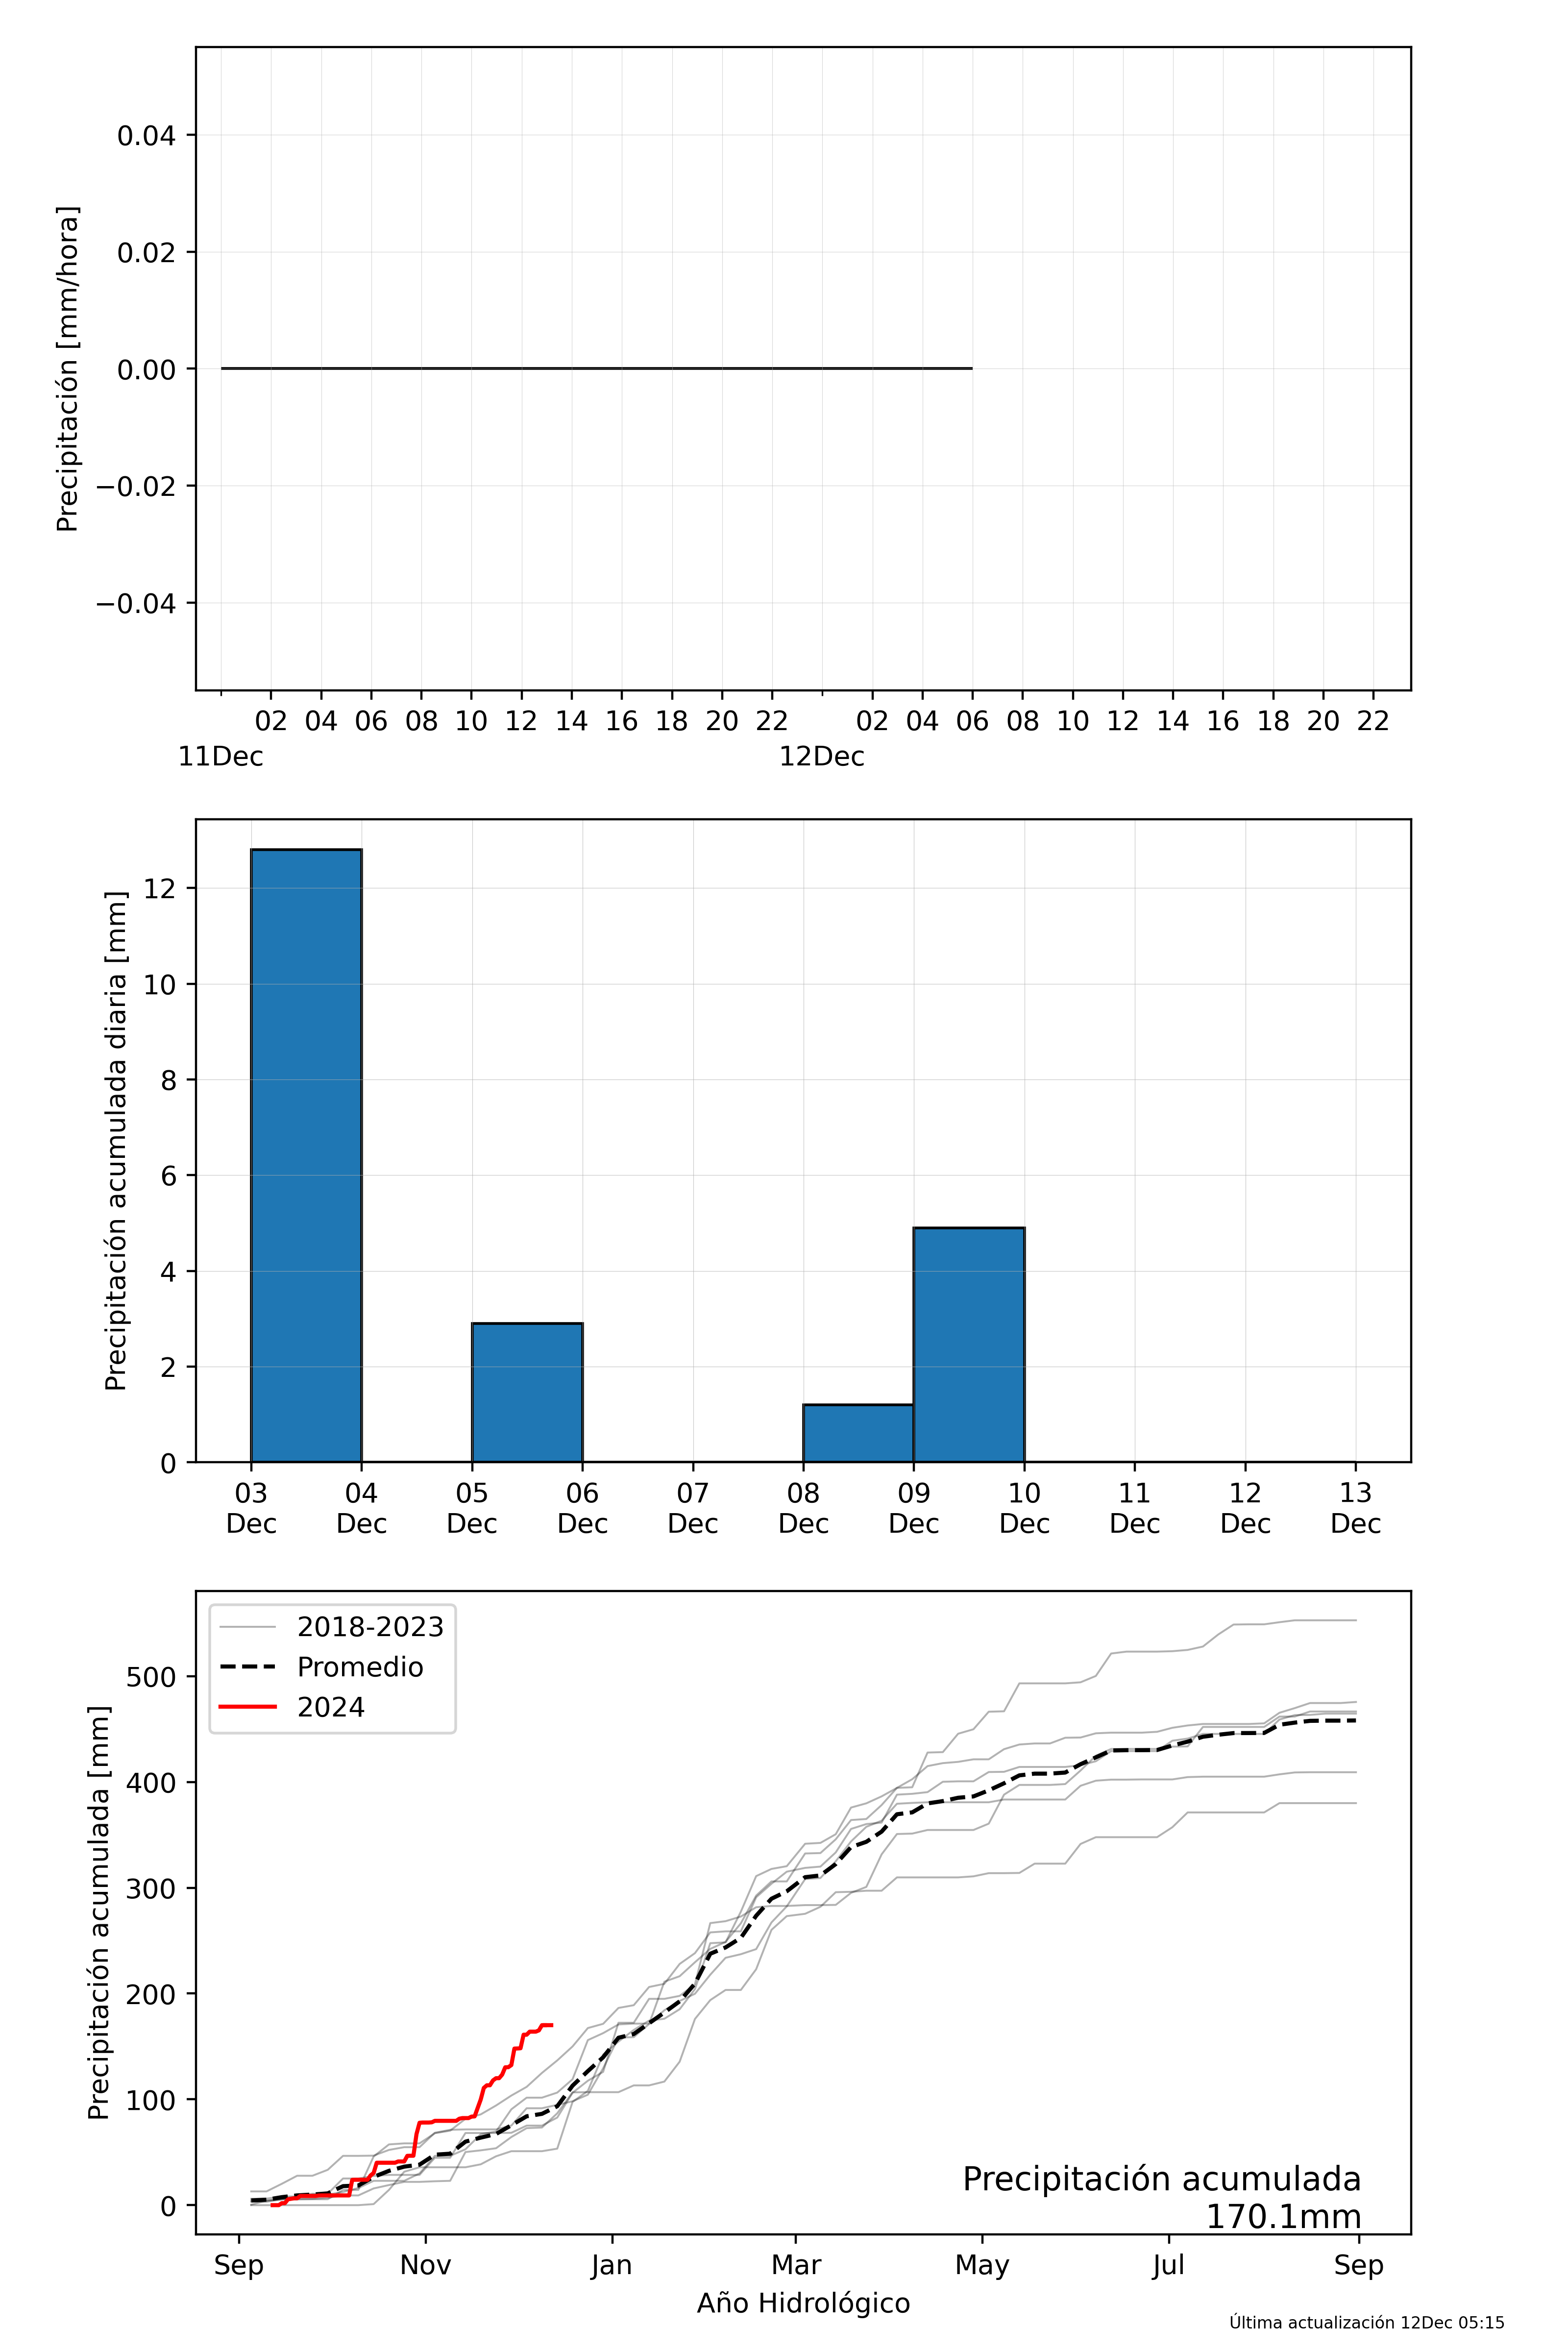 Precipitación [mm/hora]
0.04
0.02
0.00
−0.02
−0.04
02 04 06 08 10 12 14 16 18 20 22 02 04 06 08 10 12 14 16 18 20 22
11Dec 12Dec
Precipitación acumulada diaria [mm]
12
10
8
6
4
2
0
03 04 05 06 07 08 09 10 11 12 13
Dec Dec Dec Dec Dec Dec Dec Dec Dec Dec Dec
Precipitación acumulada [mm]
500
400
300
200
100
0
2018-2023
Promedio
2024
Precipitación acumulada
170.1mm
Sep Nov Jan Mar May Jul Sep
Año Hidrológico
Última actualización 12Dec 05:15